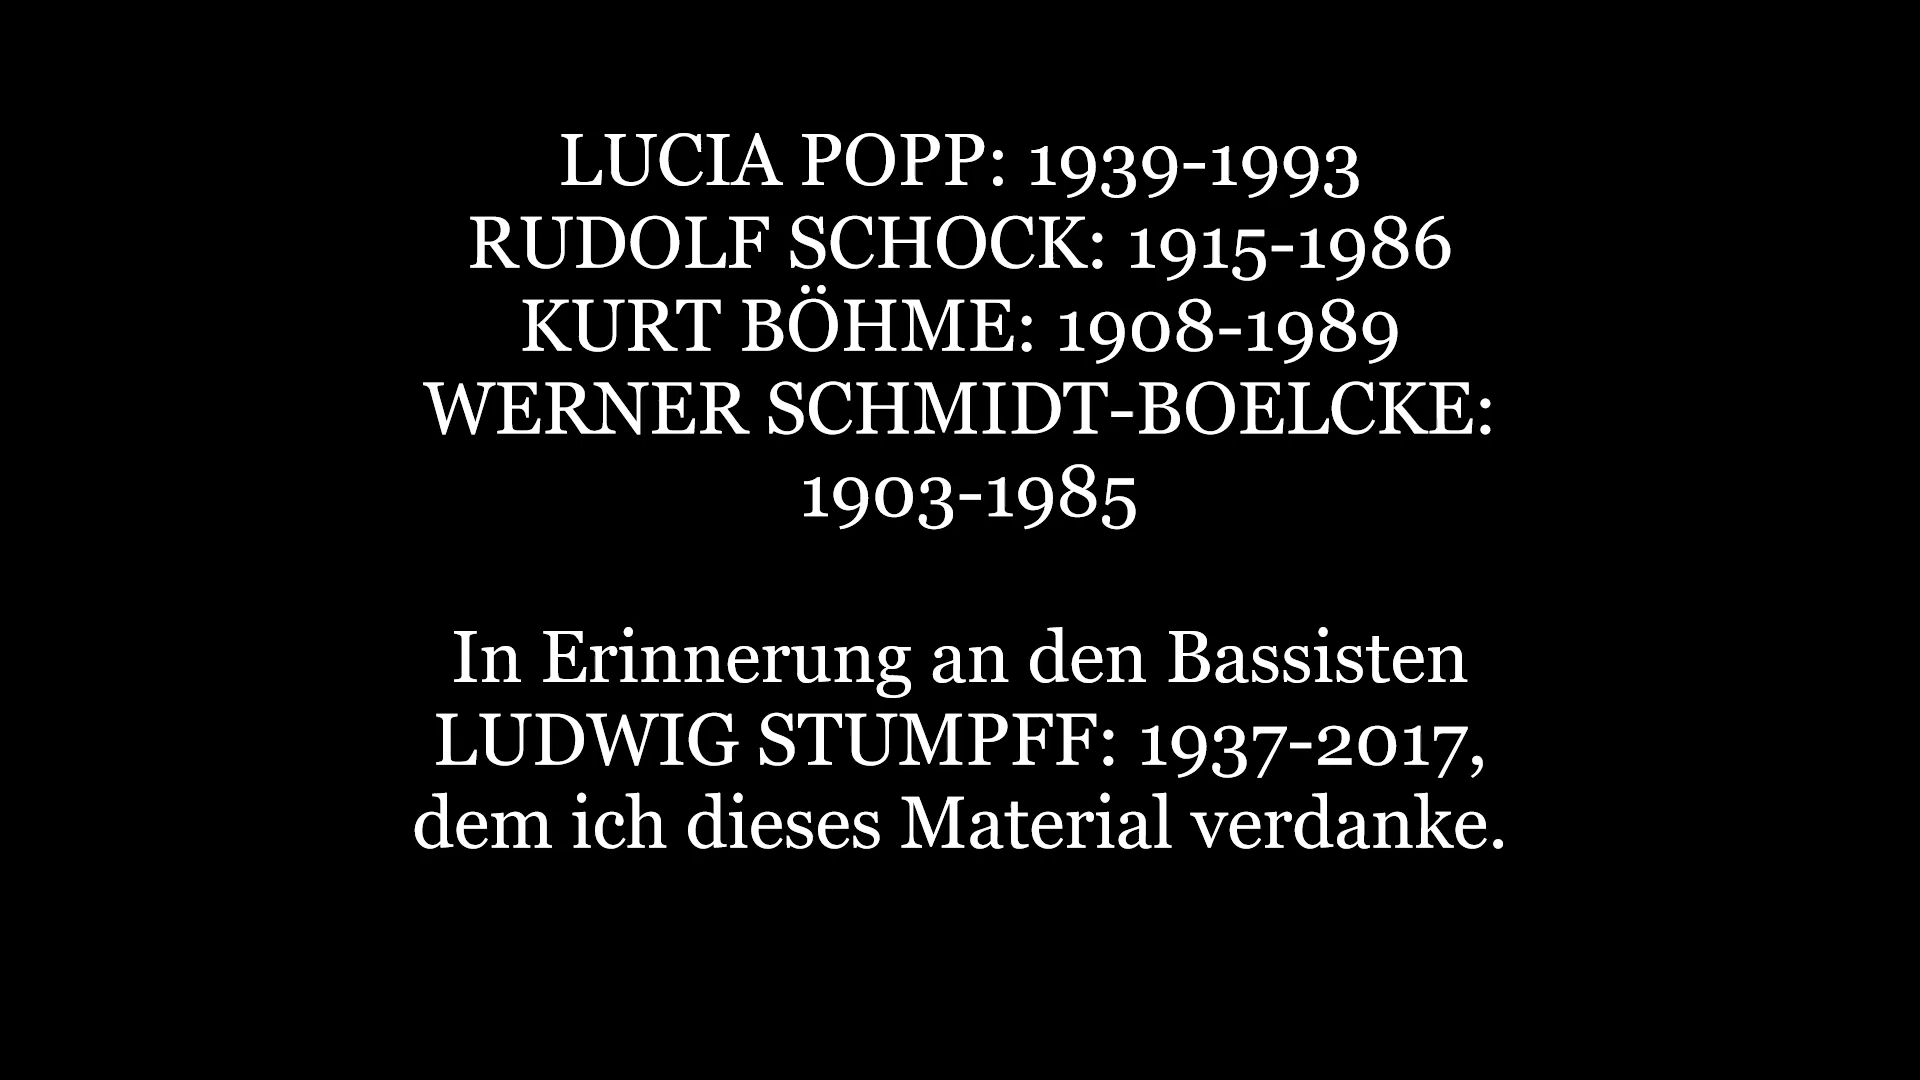 LUCIA POPP: 1939-1993
RUDOLF SCHOCK: 1915-1986
KURT BÖHME: 1908-1989
WERNER SCHMIDT-BOELCKE:
1903-1985
In Erinnerung an den Bassisten
LUDWIG STUMPFF: 1937-2017,
dem ich dieses Material verdanke.